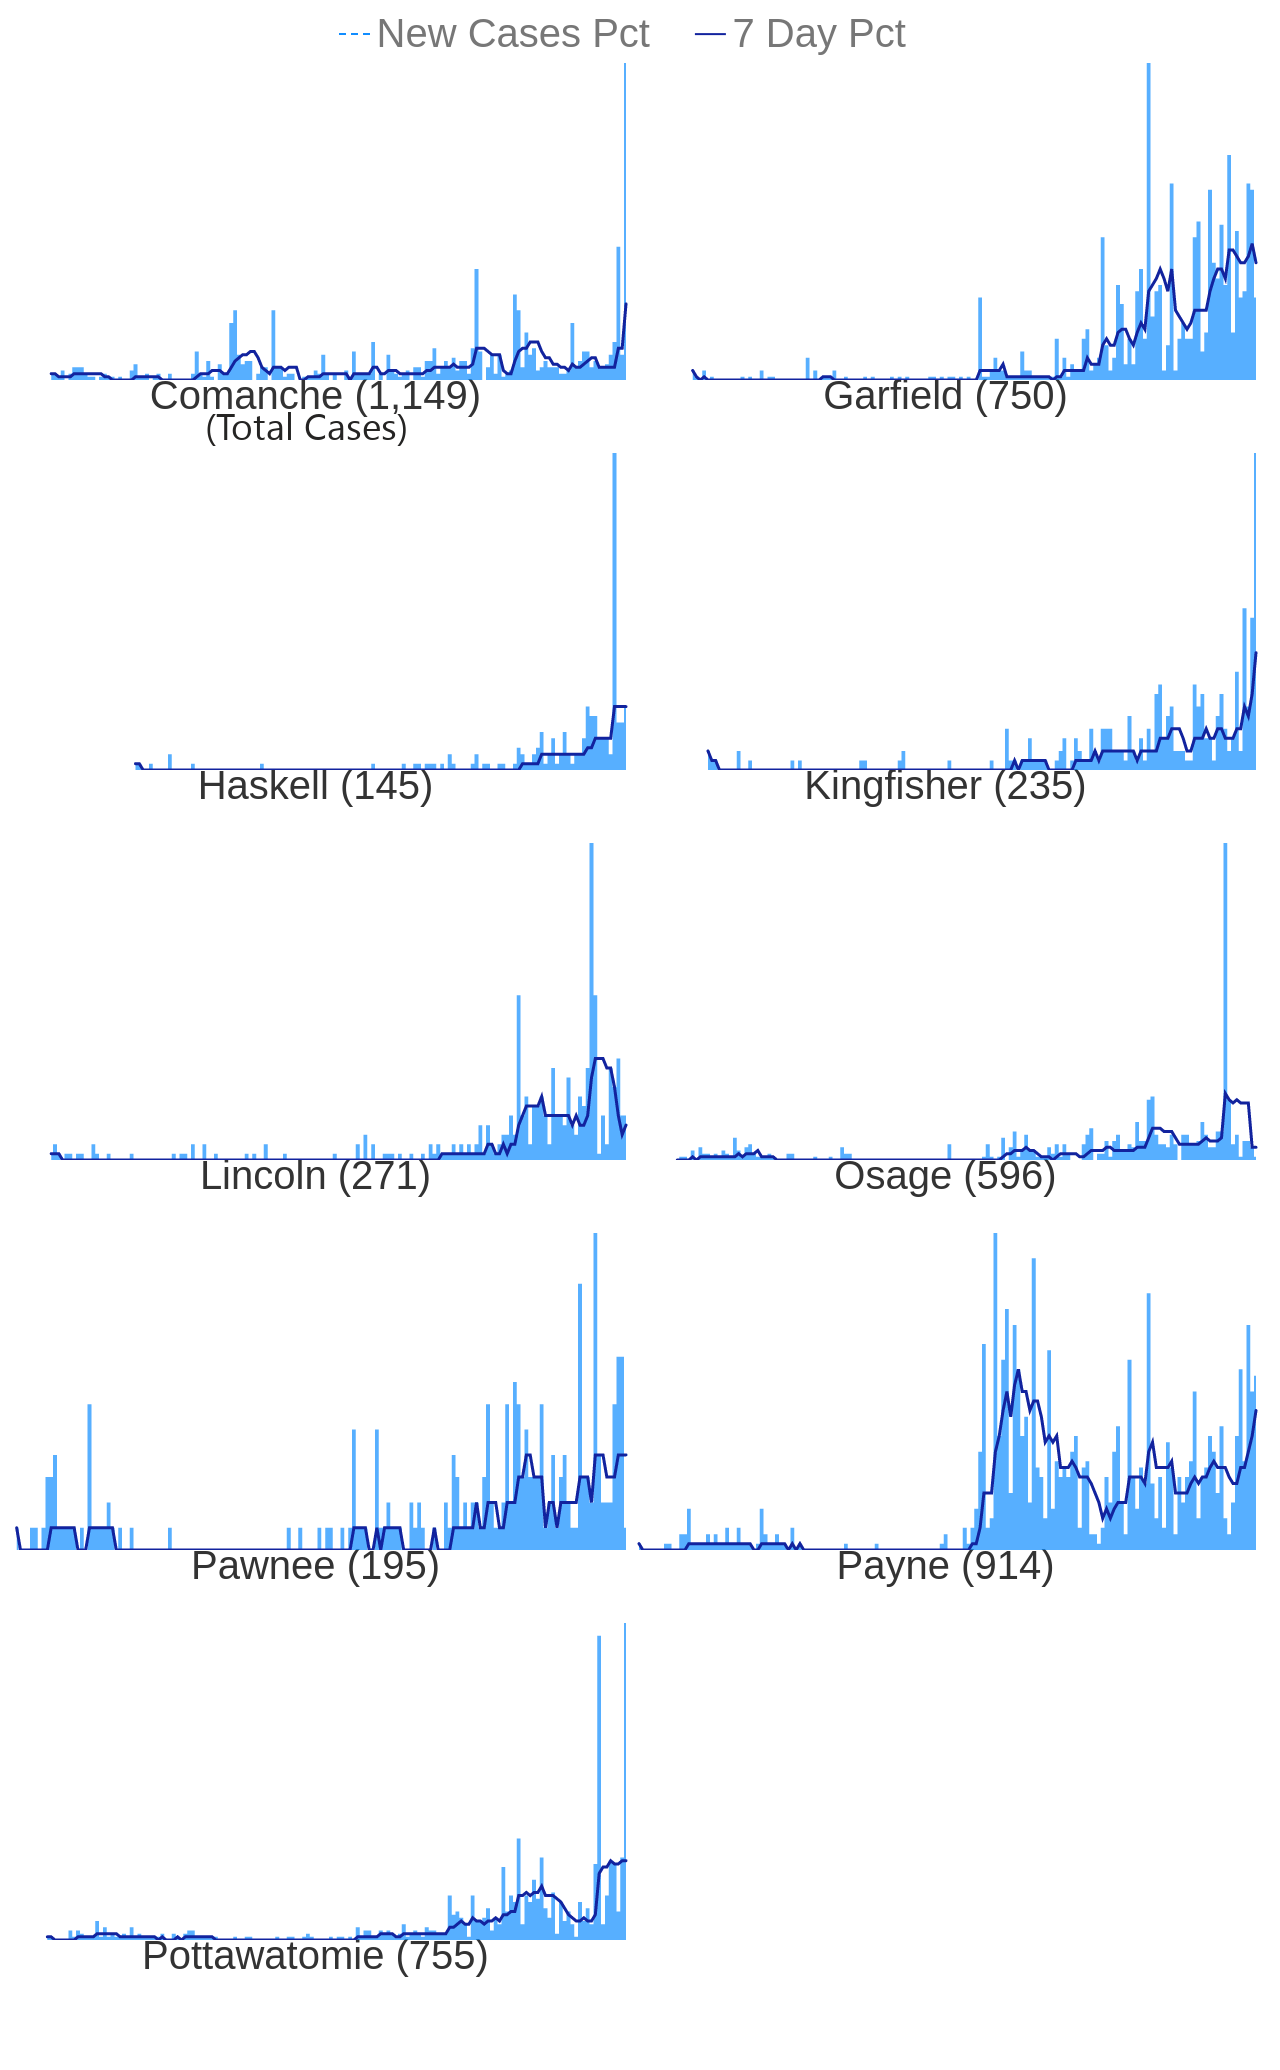 New Cases Pct 7 Day Pct
Comanche (1,149) Garfield (750)
(Total Cases)
Haskell (145) Kingfisher (235)
Lincoln (271) Osage (596)
Pawnee (195) Payne (914)
Pottawatomie (755)